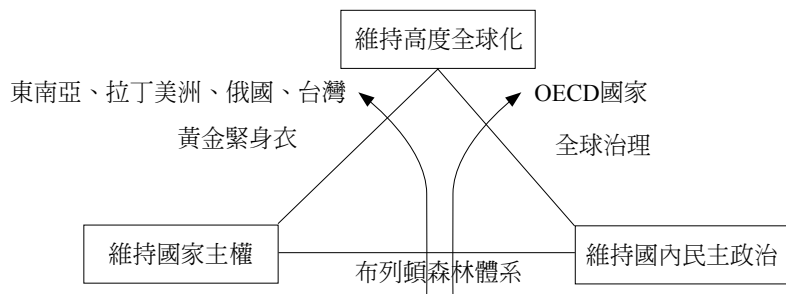 維持高度全球化
東南亞、拉丁美洲、俄國、台灣
OECD國家
黃金緊身衣
全球治理
維持國家主權
維持國內民主政治
布列頓森林體系